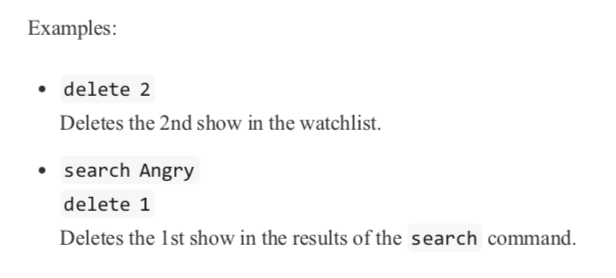 Examples:
• delete 2
Deletes the 2nd show in the watchlist.
• search Angry
delete 1
Deletes the 1st show in the results of the search command.